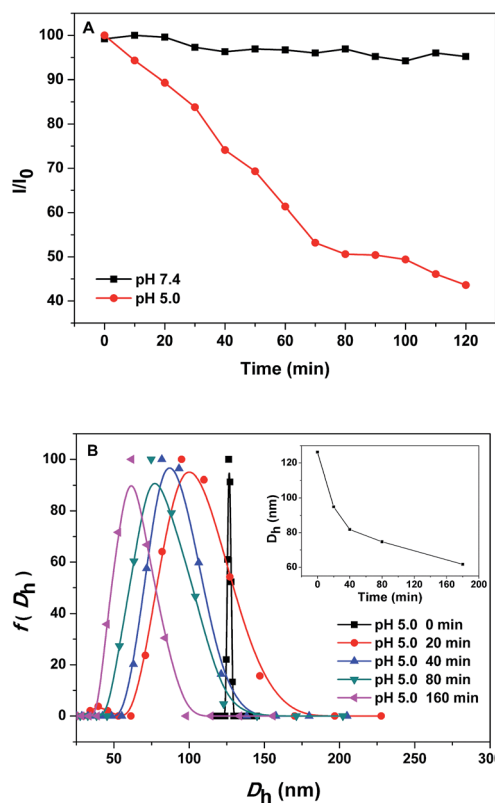 A
100
90
80
70
60
50
40
I/I0
pH 7.4
pH 5.0
0 20 40 60 80 100 120
Time (min)
B
100
80
60
40
20
0
f(Dh)
120
100
80
60
Dh (nm)
0 40 80 120 160 200
Time (min)
pH 5.0 0 min
pH 5.0 20 min
pH 5.0 40 min
pH 5.0 80 min
pH 5.0 160 min
50 100 150 200 250 300
Dh (nm)